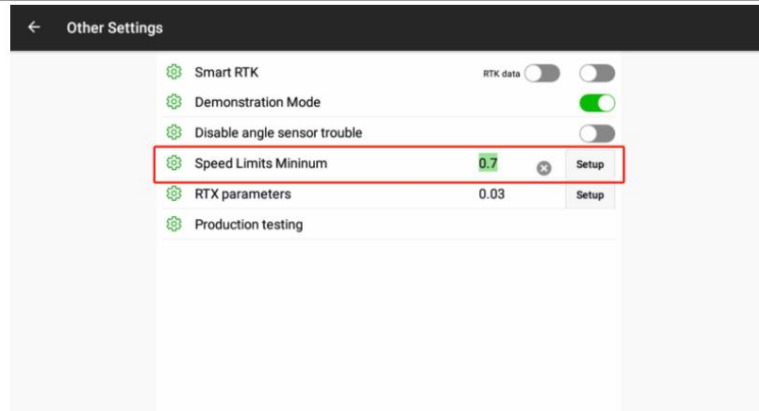 Other Settings
Smart RTK RTK data
Demonstration Mode
Disable angle sensor trouble
Speed Limits Mininum 0.7 Setup
RTX parameters 0.03 Setup
Production testing